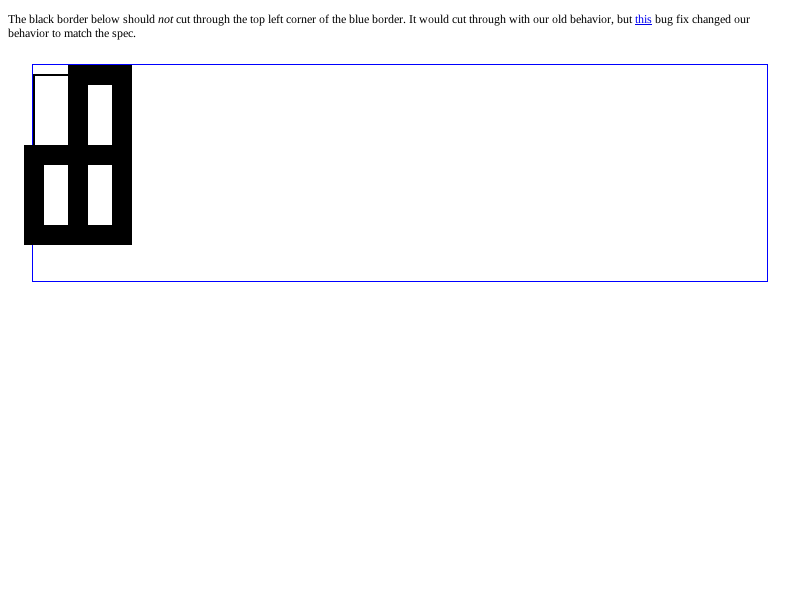 The black border below should not cut through the top left corner of the blue border. It would cut through with our old behavior, but this bug fix changed our
behavior to match the spec.